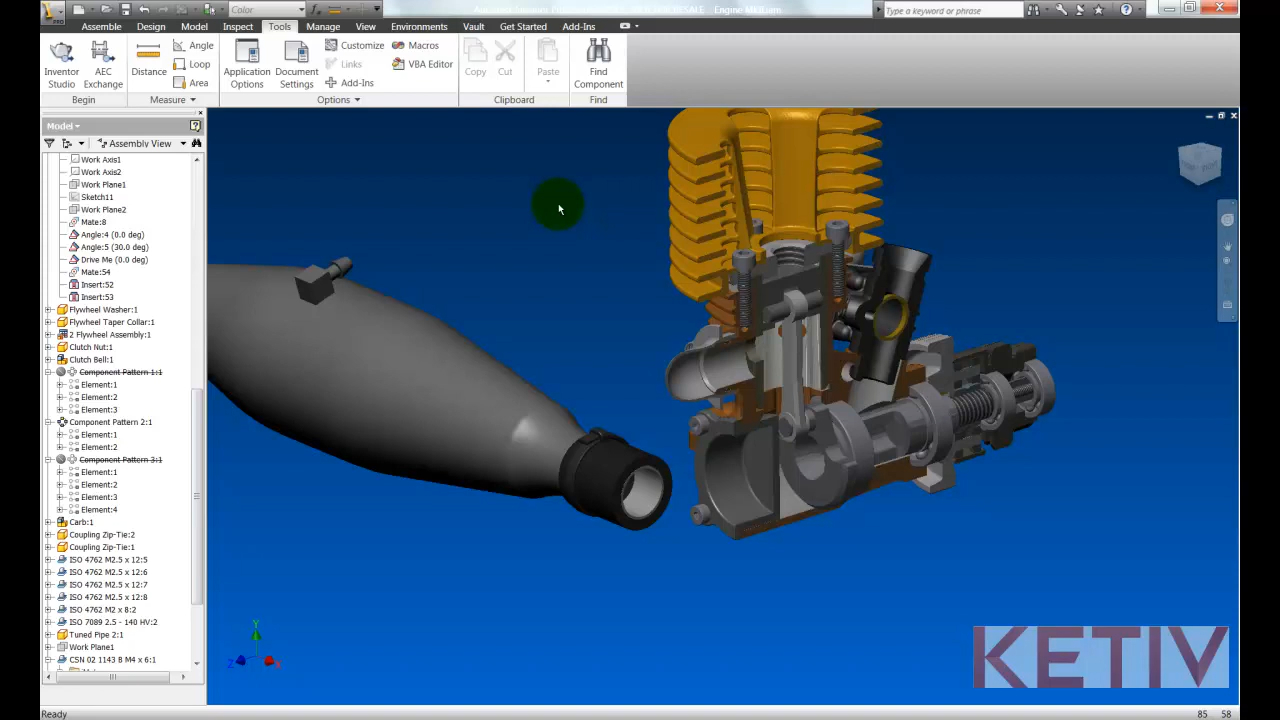 PRO
Color
Engine MKII.iam
Type a keyword or phrase
Assemble Design Model Inspect Tools Manage View Environments Vault Get Started Add-Ins
Inventor Studio
AEC Exchange
Begin
Distance
Angle
Loop
Area
Measure
Application Options
Document Settings
Customize
Links
Add-Ins
Macros
VBA Editor
Options
Copy Cut Paste
Clipboard
Find Component
Find
Model
Assembly View
Work Axis1
Work Axis2
Work Plane1
Sketch11
Work Plane2
Mate:8
Angle:4 (0.0 deg)
Angle:5 (30.0 deg)
Drive Me (0.0 deg)
Mate:54
Insert:52
Insert:53
Flywheel Washer:1
Flywheel Taper Collar:1
2 Flywheel Assembly:1
Clutch Nut:1
Clutch Bell:1
Component Pattern 1:1
Element:1
Element:2
Element:3
Component Pattern 2:1
Element:1
Element:2
Component Pattern 3:1
Element:1
Element:2
Element:3
Element:4
Carb:1
Coupling Zip-Tie:2
Coupling Zip-Tie:1
ISO 4762 M2.5 x 12:5
ISO 4762 M2.5 x 12:6
ISO 4762 M2.5 x 12:7
ISO 4762 M2.5 x 12:8
ISO 4762 M2 x 8:2
ISO 7089 2.5 - 140 HV:2
Tuned Pipe 2:1
Work Plane1
CSN 02 1143 B M4 x 6:1
Y
Z
X
KETIV
Ready
85 58